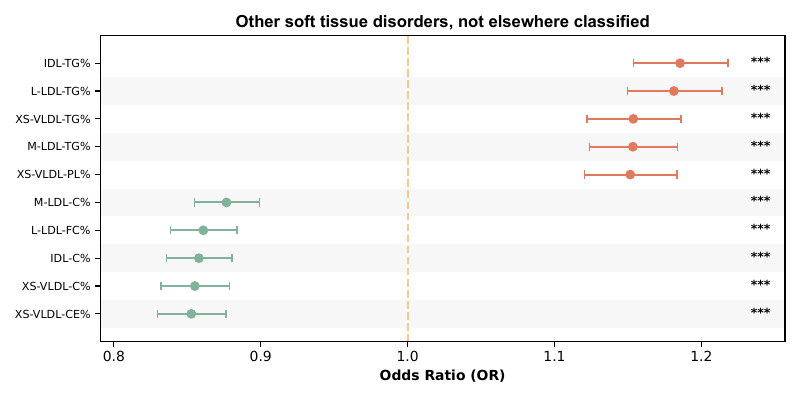 Other soft tissue disorders, not elsewhere classified
IDL-TG% ***
L-LDL-TG% ***
XS-VLDL-TG% ***
M-LDL-TG% ***
XS-VLDL-PL% ***
M-LDL-C% ***
L-LDL-FC% ***
IDL-C% ***
XS-VLDL-C% ***
XS-VLDL-CE% ***
0.8 0.9 1.0 1.1 1.2
Odds Ratio (OR)